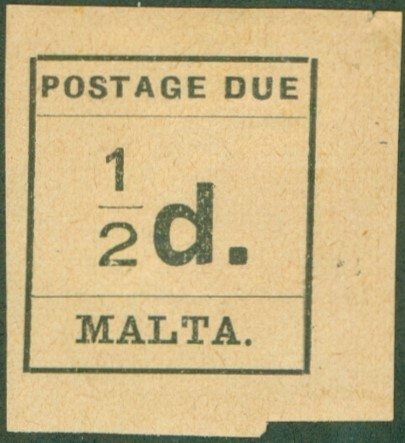 POSTAGE DUE
½d.
MALTA.